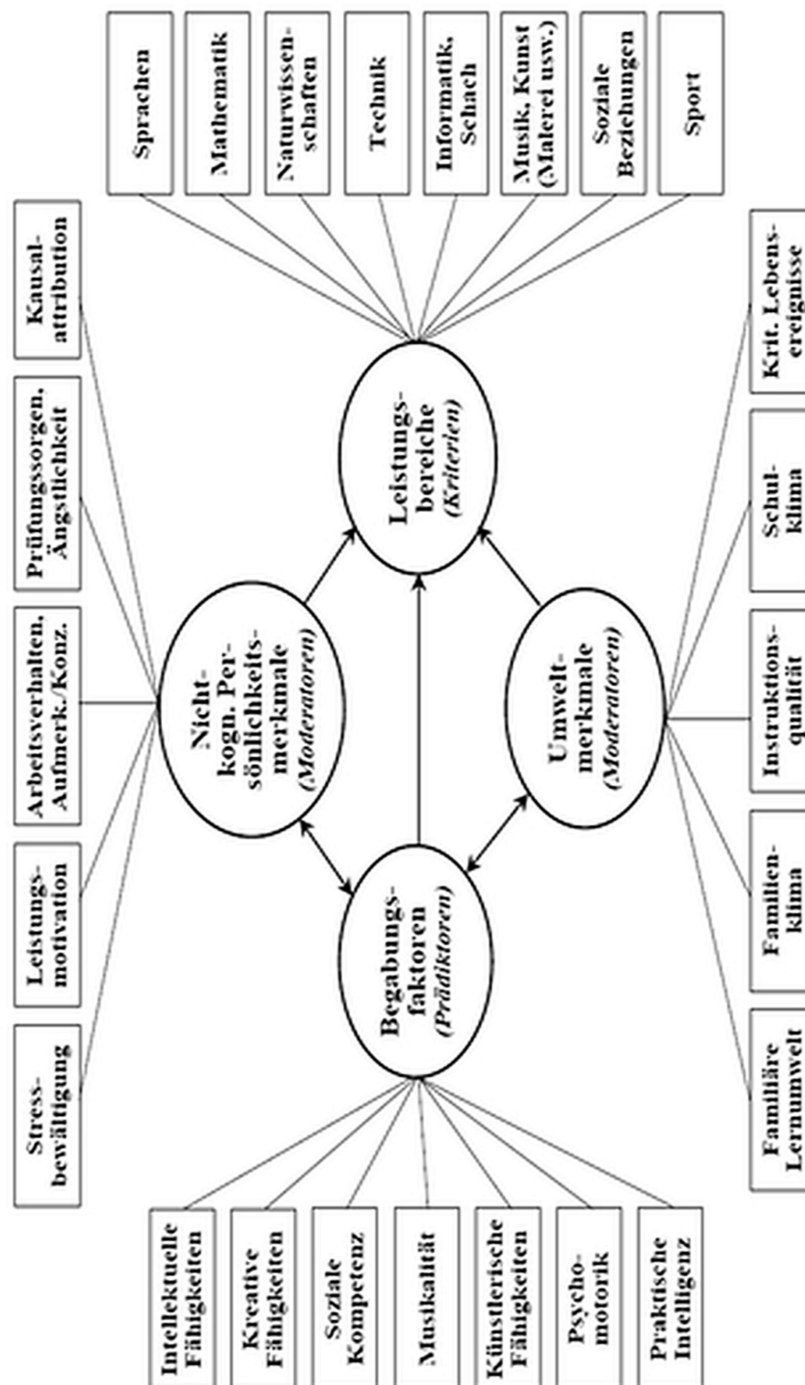 Stress-
bewältigung
Leistungs-
motivation
Arbeitsverhalten,
Aufmerk./Konz.
Prüfungssorgen,
Ängstlichkeit
Kausal-
attribution
Intellektuelle
Fähigkeiten
Kreative
Fähigkeiten
Soziale
Kompetenz
Musikalität
Künstlerische
Fähigkeiten
Psycho-
motorik
Praktische
Intelligenz
Begabungs-
faktoren
(Prädiktoren)
Nicht-
kogn. Per-
sönlichkeits-
merkmale
(Moderatoren)
Umwelt-
merkmale
(Moderatoren)
Leistungs-
bereiche
(Kriterien)
Sprachen
Mathematik
Naturwissen-
schaften
Technik
Informatik,
Schach
Musik, Kunst
(Malerei usw.)
Soziale
Beziehungen
Sport
Familiäre
Lernumwelt
Familien-
klima
Instruktions-
qualität
Schul-
klima
Krit. Lebens-
ereignisse